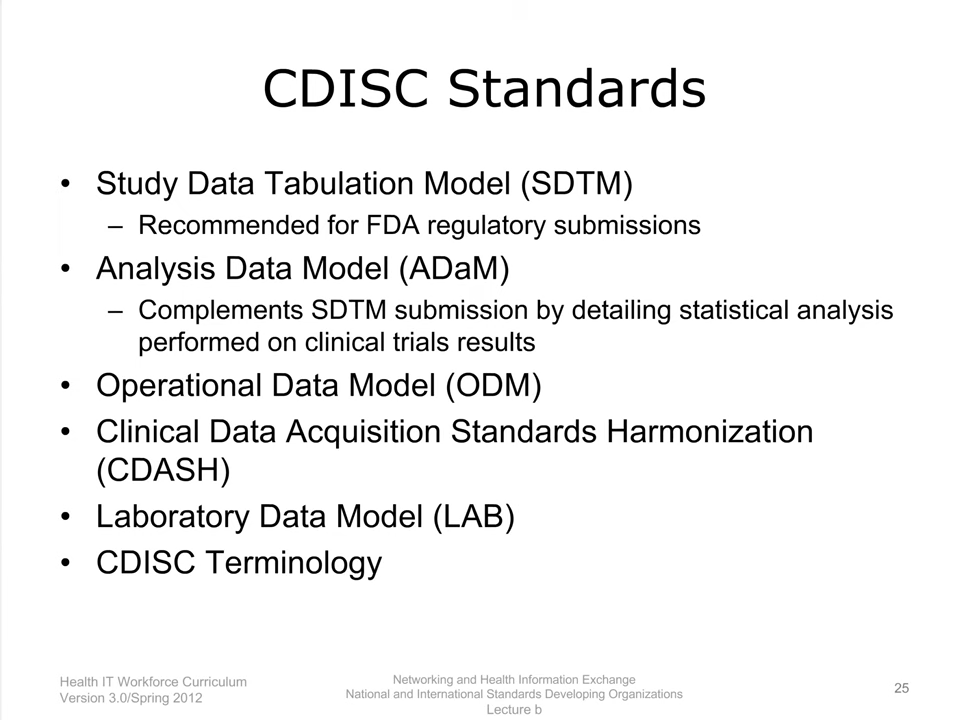 CDISC Standards
• Study Data Tabulation Model (SDTM)
– Recommended for FDA regulatory submissions
• Analysis Data Model (ADaM)
– Complements SDTM submission by detailing statistical analysis
performed on clinical trials results
• Operational Data Model (ODM)
• Clinical Data Acquisition Standards Harmonization
(CDASH)
• Laboratory Data Model (LAB)
• CDISC Terminology
Health IT Workforce Curriculum
Version 3.0/Spring 2012
Networking and Health Information Exchange
National and International Standards Developing Organizations
Lecture b
25